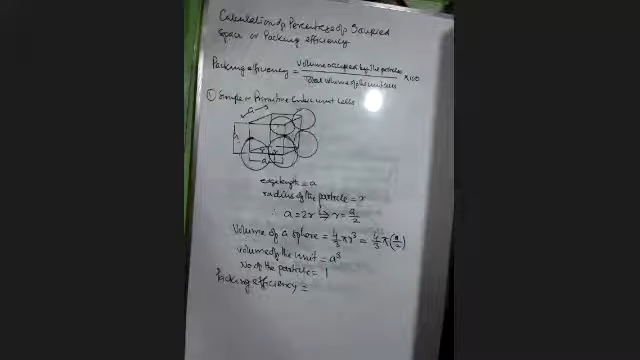 Calculation of Percentage of Occupied
Space or Packing efficiency
Packing efficiency = Volume occupied by the particles / Total volume of the unit cell × 100
① Simple or Primitive Cubic unit cells
a
h
r r
a
edge length = a
radius of the particle = r
∴ a = 2r ⇒ r = a/2
Volume of a sphere = 4/3 πr³ = 4/3 π (a/2)
Volume of the unit = a³
No of the particle = 1
Packing efficiency =